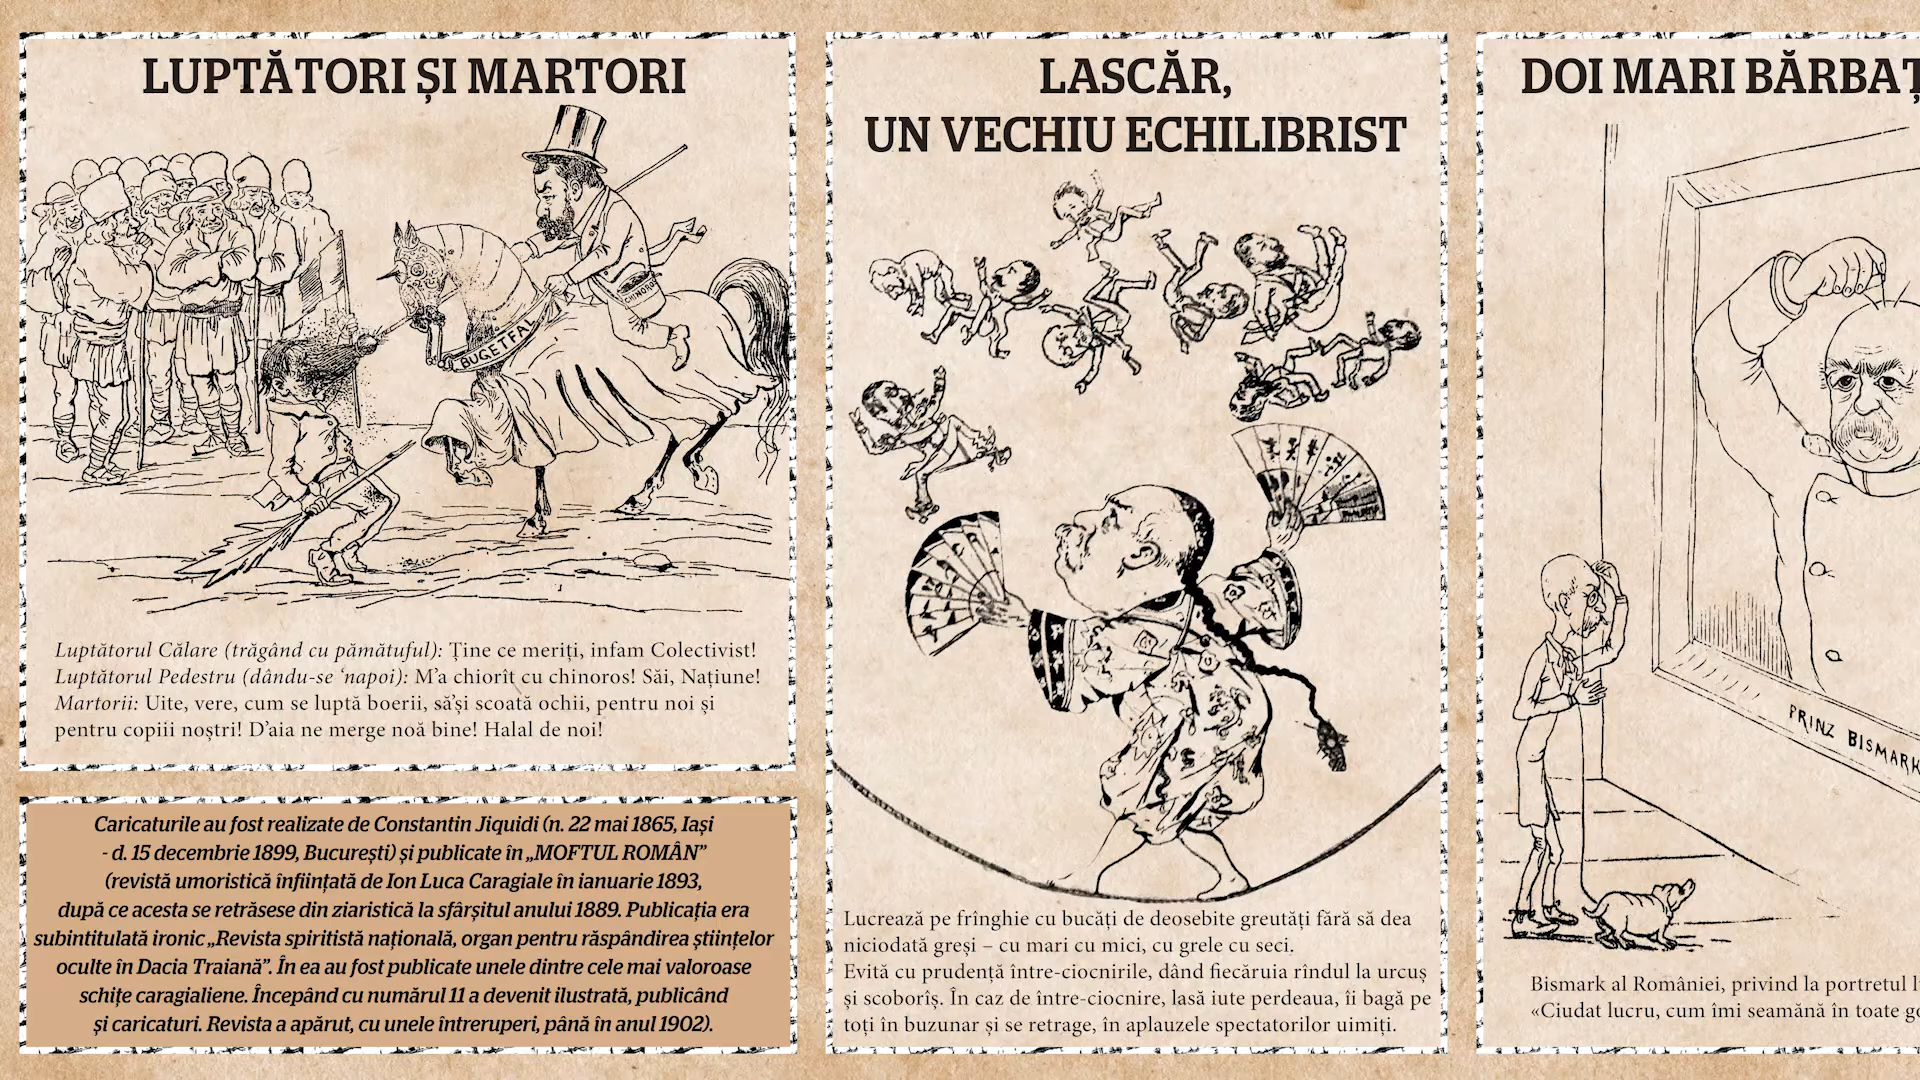 LUPTĂTORI ȘI MARTORI
CHINOROS
BUGETFAL
Luptătorul Călare (trăgând cu pămătuful): Ține ce meriți, infam Colectivist!
Luptătorul Pedestru (dându-se ‘napoi): M’a chiorît cu chinoros! Săi, Națiune!
Martorii: Uite, vere, cum se luptă boerii, să’și scoată ochii, pentru noi și
pentru copiii noștri! D’aia ne merge noă bine! Halal de noi!
Caricaturile au fost realizate de Constantin Jiquidi (n. 22 mai 1865, Iași
- d. 15 decembrie 1899, București) și publicate în „MOFTUL ROMÂN”
(revistă umoristică înființată de Ion Luca Caragiale în ianuarie 1893,
după ce acesta se retrăsese din ziaristică la sfârșitul anului 1889. Publicația era
subintitulată ironic „Revista spiritistă națională, organ pentru răspândirea științelor
oculte în Dacia Traiană”. În ea au fost publicate unele dintre cele mai valoroase
schițe caragialiene. Începând cu numărul 11 a devenit ilustrată, publicând
și caricaturi. Revista a apărut, cu unele întreruperi, până în anul 1902).
LASCĂR,
UN VECHIU ECHILIBRIST
Lucrează pe frînghie cu bucăți de deosebite greutăți fără să dea
niciodată greși – cu mari cu mici, cu grele cu seci.
Evită cu prudență între-ciocnirile, dând fiecăruia rîndul la urcuș
și scoborîș. În caz de între-ciocnire, lasă iute perdeaua, îi bagă pe
toți în buzunar și se retrage, în aplauzele spectatorilor uimiți.
DOI MARI BĂRBAȚ
PRINZ BISMARK
Bismark al României, privind la portretul l
«Ciudat lucru, cum îmi seamănă în toate go